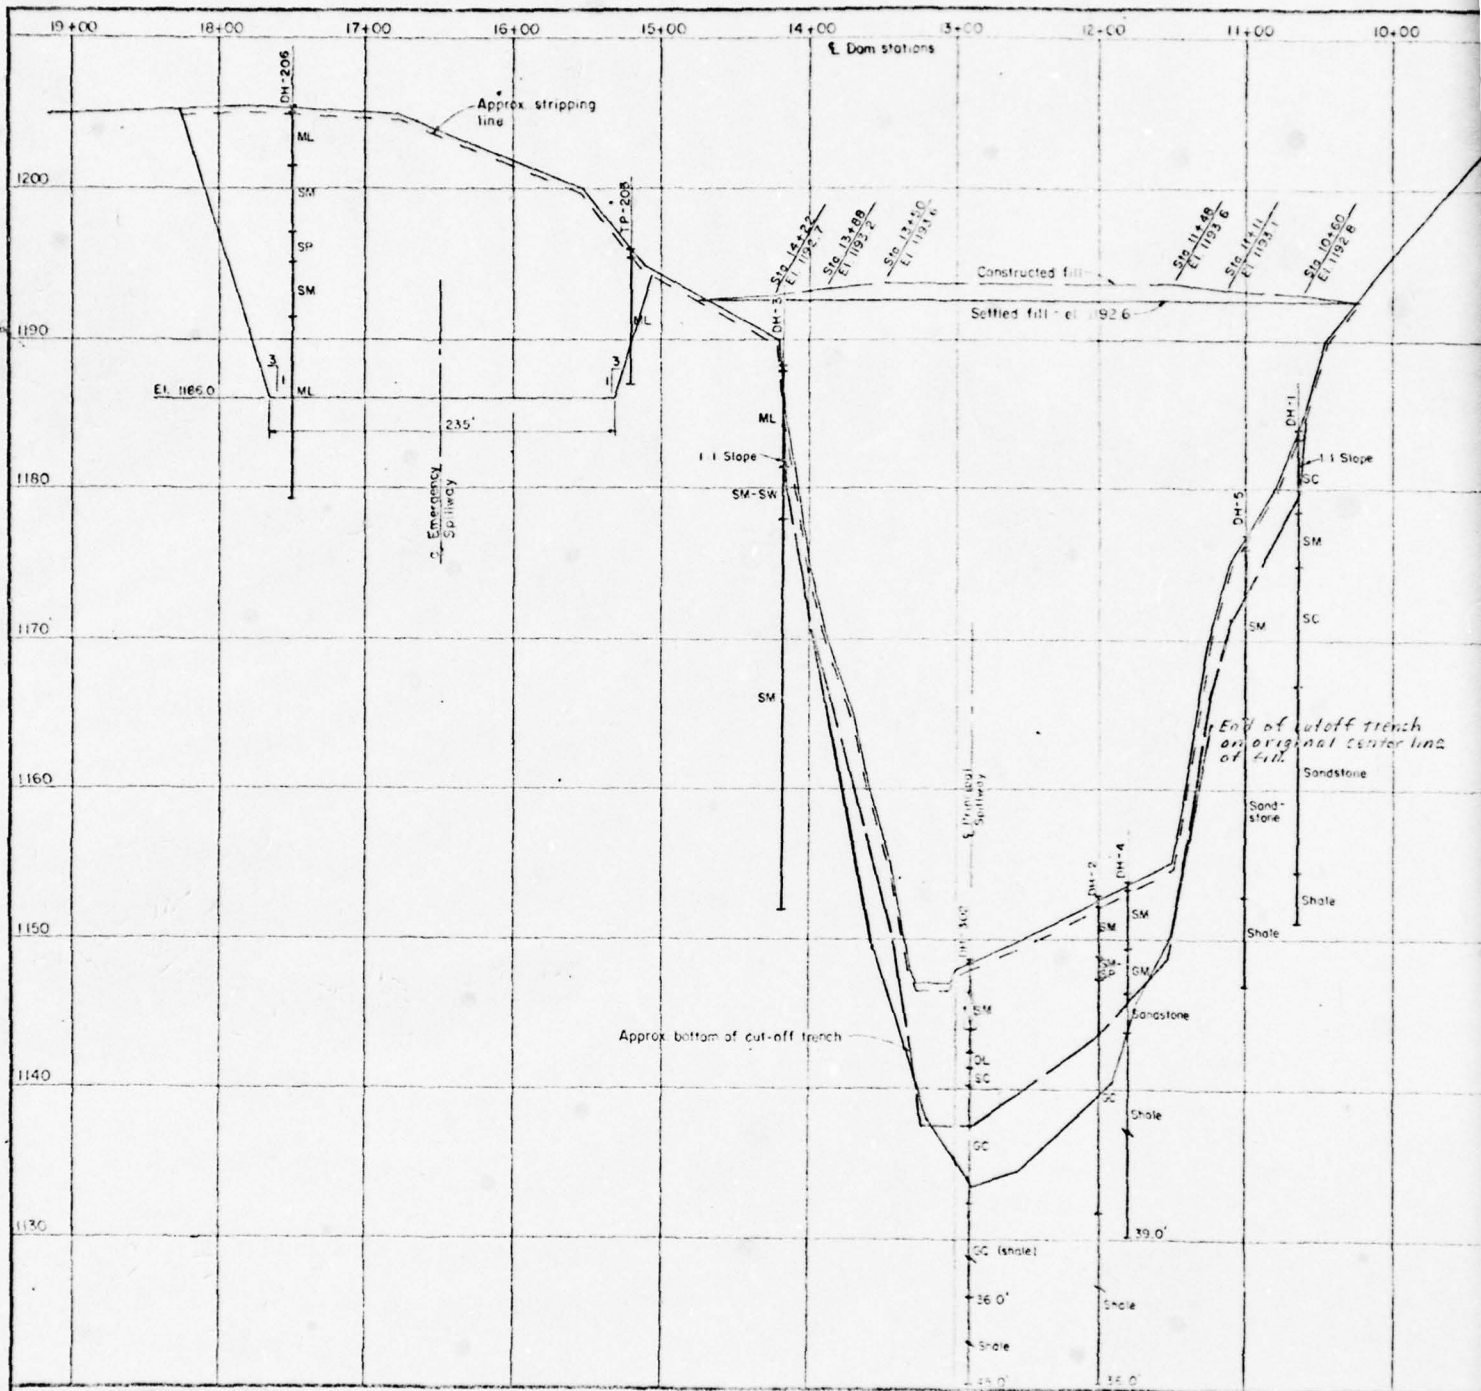 19+00 18+00 17+00 16+00 15+00 14+00 13+00 12+00 11+00 10+00
℄ Dam stations
DH-206
Approx. stripping
line
ML
1200
SM
TP-208
SP
SM
Sta 14+22
El. 1192.7
Sta 13+88
El 1193.2
Sta 13+50
El 1193.6
Sta 11+48
El 1193.6
Sta 11+11
El 1193.1
Sta 10+60
El. 1192.8
Constructed fill
Settled fill - el 1192.6
DH-3
1190
ML
3
1
1 3
El. 1186.0
ML
235'
DH-1
ML
1:1 Slope
1:1 Slope
SC
1180
SM-SW
℄ Emergency
Spillway
DH-5
SM
1170
SM
SC
SM
End of cutoff trench
on original center line
of fill
1160
Sandstone
℄ Principal
Spillway
Sand-
stone
DH-2
DH-4
DH-302
Shale
1150
SM
SM
Shale
SM-
GP
GM
SM
Sandstone
Approx. bottom of cut-off trench
OL
SC
1140
SC
Shale
GC
1130
39.0'
GC (shale)
36.0'
Shale
Shale